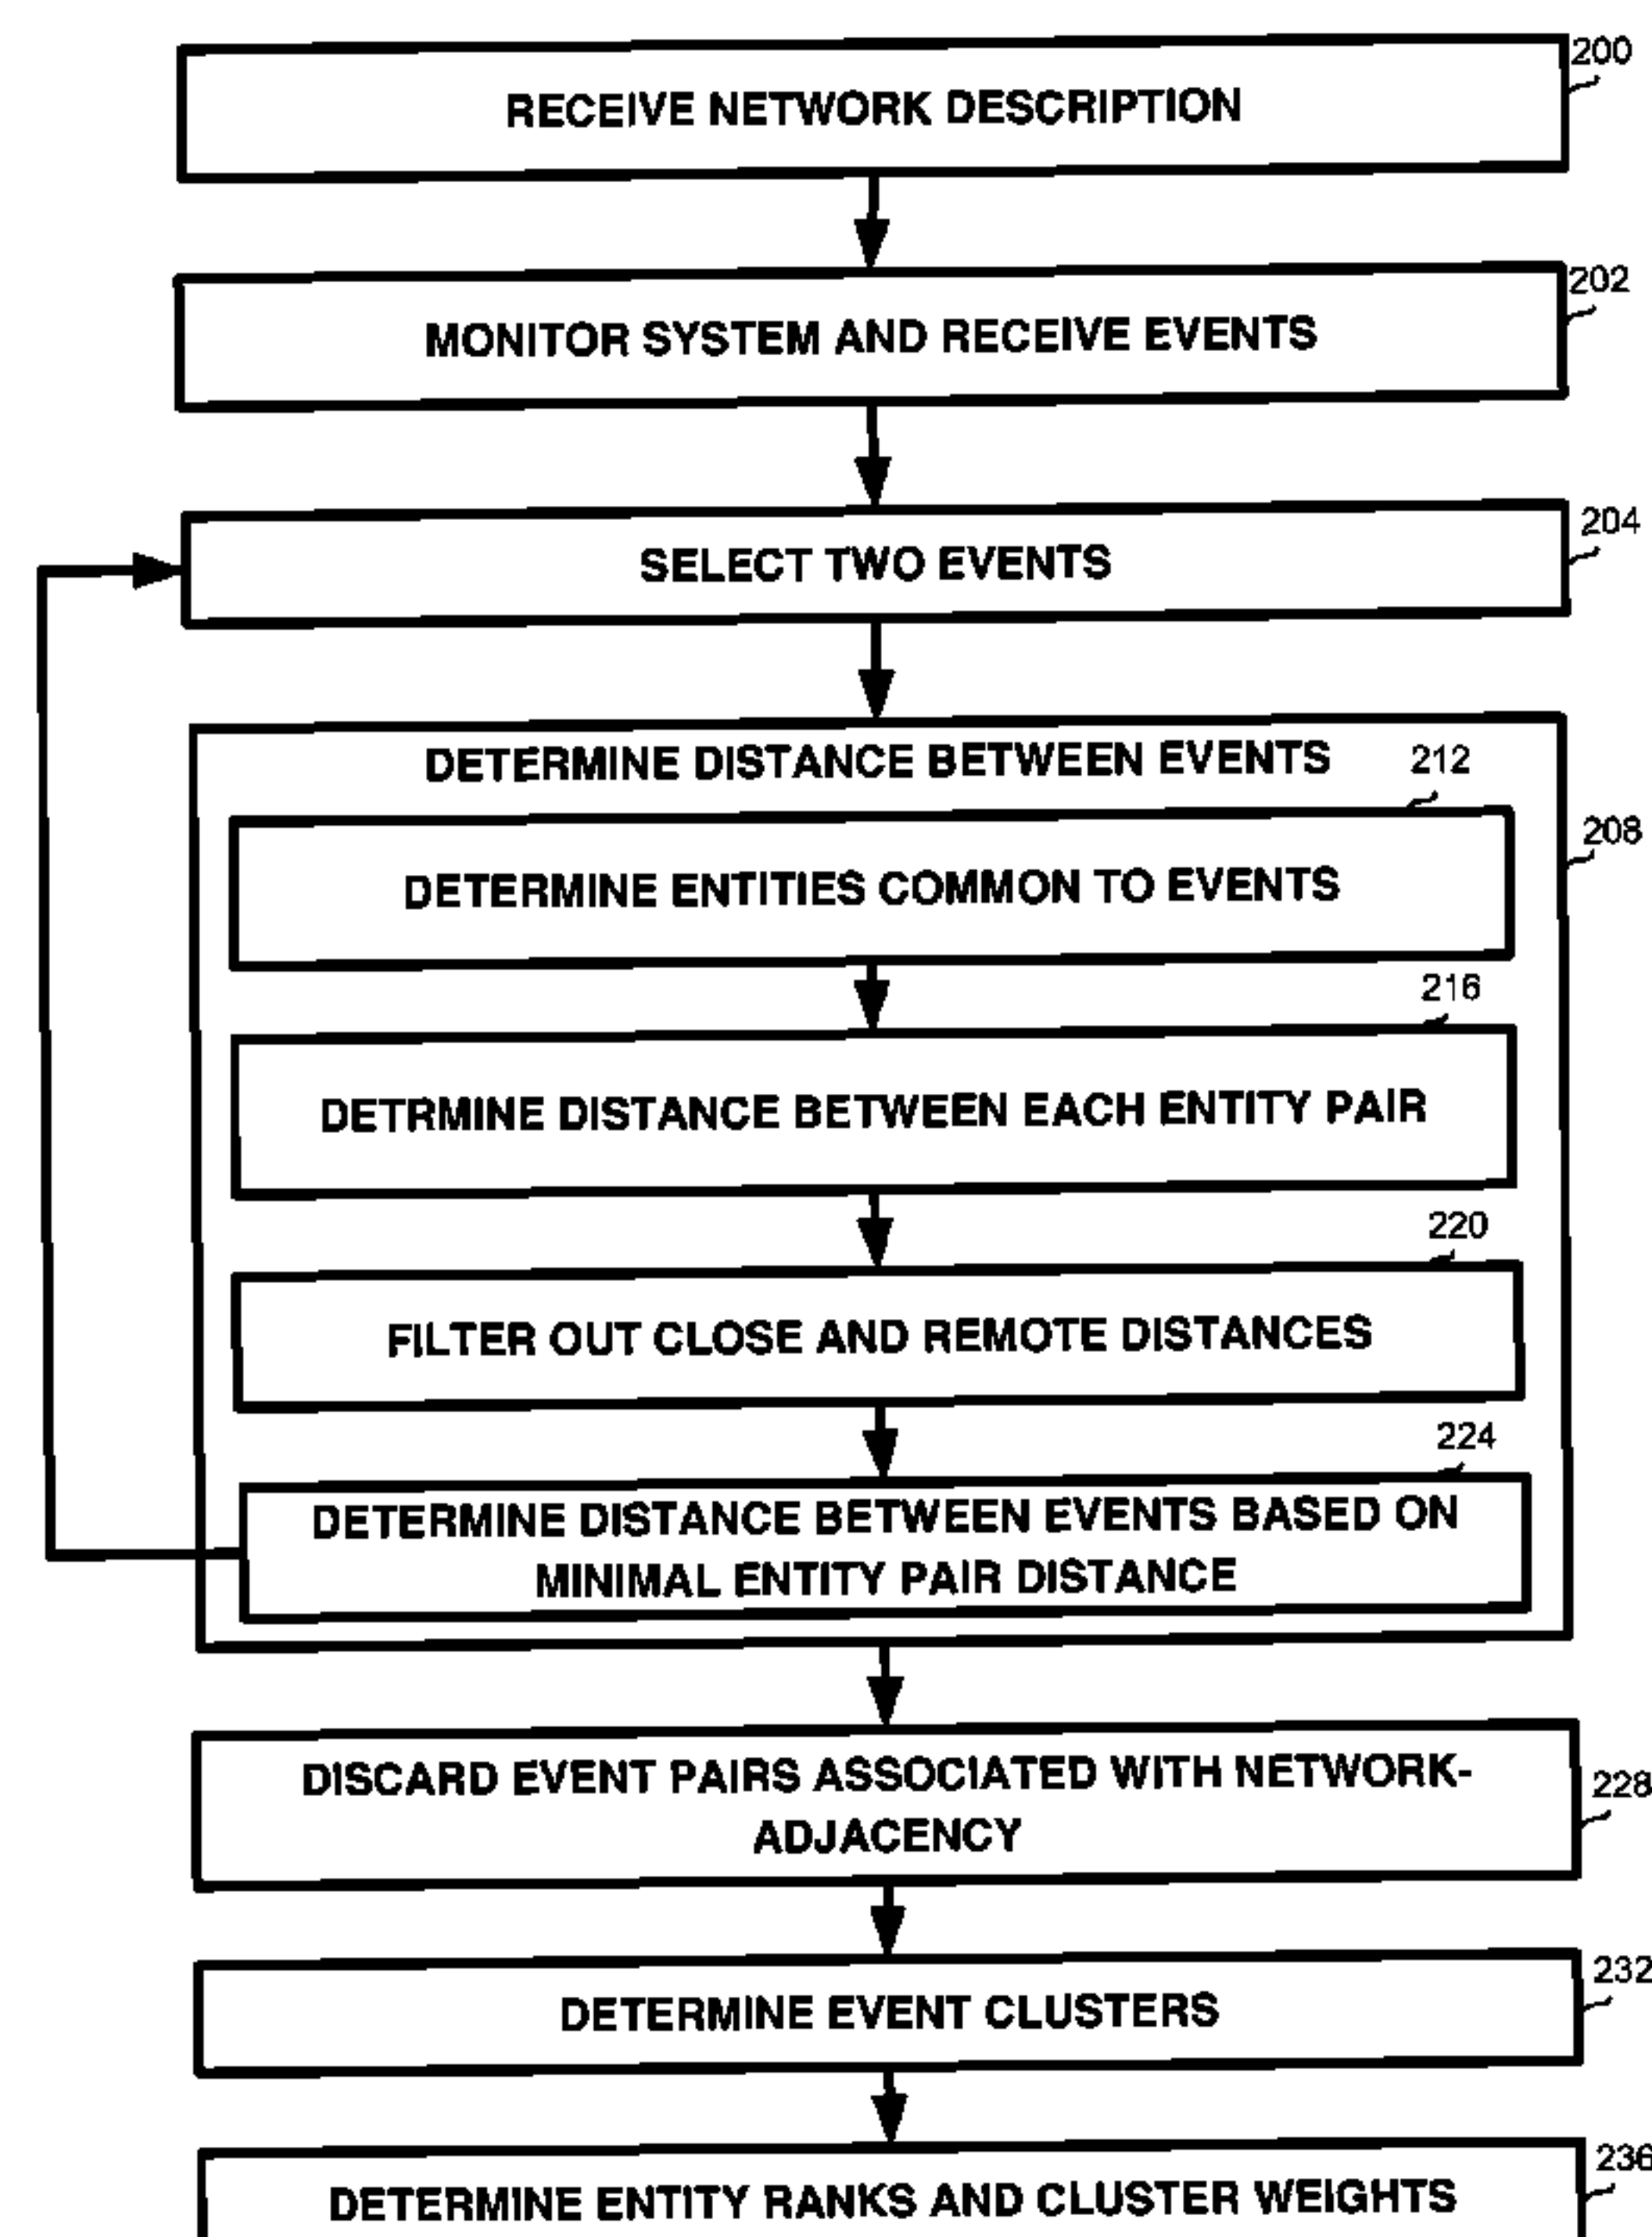 200
RECEIVE NETWORK DESCRIPTION
202
MONITOR SYSTEM AND RECEIVE EVENTS
204
SELECT TWO EVENTS
DETERMINE DISTANCE BETWEEN EVENTS
212
208
DETERMINE ENTITIES COMMON TO EVENTS
216
DETRMINE DISTANCE BETWEEN EACH ENTITY PAIR
220
FILTER OUT CLOSE AND REMOTE DISTANCES
224
DETERMINE DISTANCE BETWEEN EVENTS BASED ON
MINIMAL ENTITY PAIR DISTANCE
DISCARD EVENT PAIRS ASSOCIATED WITH NETWORK-
228
ADJACENCY
232
DETERMINE EVENT CLUSTERS
236
DETERMINE ENTITY RANKS AND CLUSTER WEIGHTS